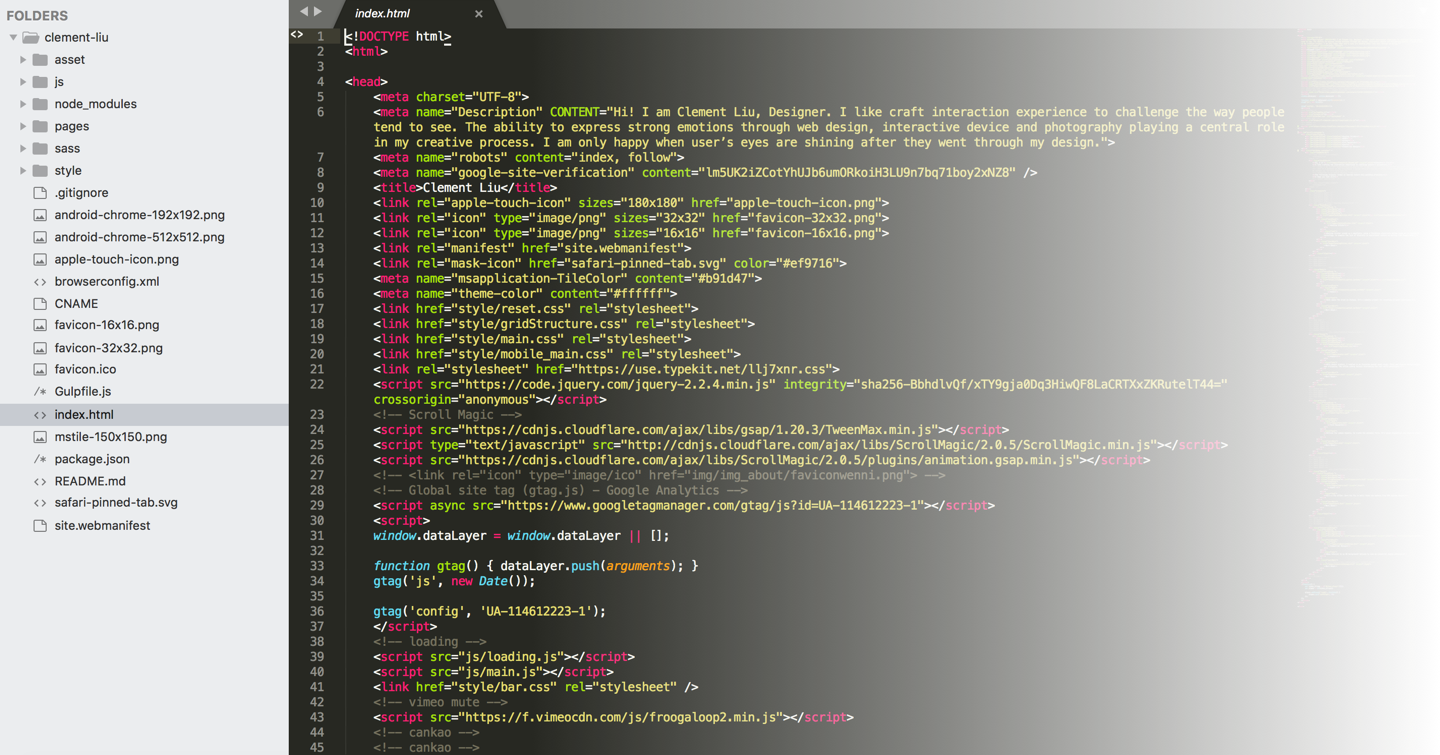 FOLDERS
clement-liu
asset
js
node_modules
pages
sass
style
.gitignore
android-chrome-192x192.png
android-chrome-512x512.png
apple-touch-icon.png
browserconfig.xml
CNAME
favicon-16x16.png
favicon-32x32.png
favicon.ico
/* Gulpfile.js
<> index.html
mstile-150x150.png
/* package.json
<> README.md
<> safari-pinned-tab.svg
site.webmanifest
index.html ×
<> 1 <!DOCTYPE html>
2 <html>
3
4 <head>
5 <meta charset="UTF-8">
6 <meta name="Description" CONTENT="Hi! I am Clement Liu, Designer. I like craft interaction experience to challenge the way people
tend to see. The ability to express strong emotions through web design, interactive device and photography playing a central role
in my creative process. I am only happy when user’s eyes are shining after they went through my design.">
7 <meta name="robots" content="index, follow">
8 <meta name="google-site-verification" content="lm5UK2iZCotYhUJb6umORkoiH3LU9n7bq71boy2xNZ8" />
9 <title>Clement Liu</title>
10 <link rel="apple-touch-icon" sizes="180x180" href="apple-touch-icon.png">
11 <link rel="icon" type="image/png" sizes="32x32" href="favicon-32x32.png">
12 <link rel="icon" type="image/png" sizes="16x16" href="favicon-16x16.png">
13 <link rel="manifest" href="site.webmanifest">
14 <link rel="mask-icon" href="safari-pinned-tab.svg" color="#ef9716">
15 <meta name="msapplication-TileColor" content="#b91d47">
16 <meta name="theme-color" content="#ffffff">
17 <link href="style/reset.css" rel="stylesheet">
18 <link href="style/gridStructure.css" rel="stylesheet">
19 <link href="style/main.css" rel="stylesheet">
20 <link href="style/mobile_main.css" rel="stylesheet">
21 <link rel="stylesheet" href="https://use.typekit.net/llj7xnr.css">
22 <script src="https://code.jquery.com/jquery-2.2.4.min.js" integrity="sha256-BbhdlvQf/xTY9gja0Dq3HiwQF8LaCRTXxZKRutelT44="
crossorigin="anonymous"></script>
23 <!-- Scroll Magic -->
24 <script src="https://cdnjs.cloudflare.com/ajax/libs/gsap/1.20.3/TweenMax.min.js"></script>
25 <script type="text/javascript" src="http://cdnjs.cloudflare.com/ajax/libs/ScrollMagic/2.0.5/ScrollMagic.min.js"></script>
26 <script src="https://cdnjs.cloudflare.com/ajax/libs/ScrollMagic/2.0.5/plugins/animation.gsap.min.js"></script>
27 <!-- <link rel="icon" type="image/ico" href="img/img_about/faviconwenni.png"> -->
28 <!-- Global site tag (gtag.js) - Google Analytics -->
29 <script async src="https://www.googletagmanager.com/gtag/js?id=UA-114612223-1"></script>
30 <script>
31 window.dataLayer = window.dataLayer || [];
32
33 function gtag() { dataLayer.push(arguments); }
34 gtag('js', new Date());
35
36 gtag('config', 'UA-114612223-1');
37 </script>
38 <!-- loading -->
39 <script src="js/loading.js"></script>
40 <script src="js/main.js"></script>
41 <link href="style/bar.css" rel="stylesheet" />
42 <!-- vimeo mute -->
43 <script src="https://f.vimeocdn.com/js/froogaloop2.min.js"></script>
44 <!-- cankao -->
45 <!-- cankao -->